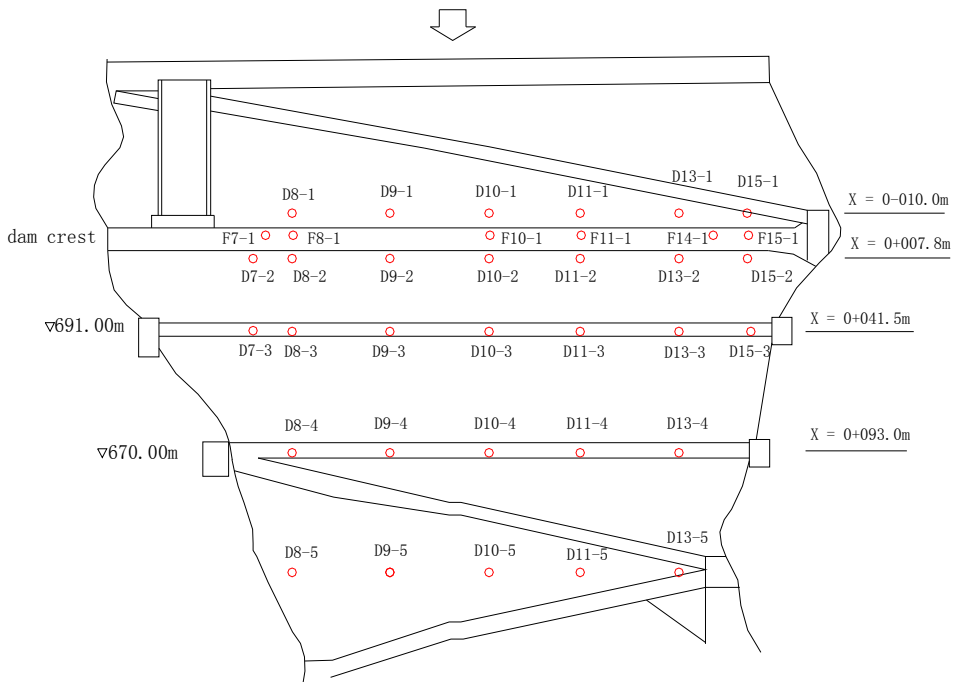 D8-1 D9-1 D10-1 D11-1 D13-1 D15-1 X = 0-010.0m
dam crest F7-1 F8-1 F10-1 F11-1 F14-1 F15-1 X = 0+007.8m
D7-2 D8-2 D9-2 D10-2 D11-2 D13-2 D15-2
▽691.00m X = 0+041.5m
D7-3 D8-3 D9-3 D10-3 D11-3 D13-3 D15-3
D8-4 D9-4 D10-4 D11-4 D13-4 X = 0+093.0m
▽670.00m
D8-5 D9-5 D10-5 D11-5 D13-5